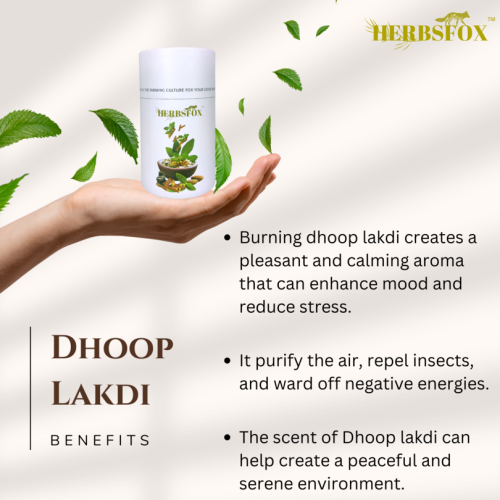 HERBSFOX™
HERBSFOX
DHOOP
LAKDI
BENEFITS
• Burning dhoop lakdi creates a
pleasant and calming aroma
that can enhance mood and
reduce stress.
• It purify the air, repel insects,
and ward off negative energies.
• The scent of Dhoop lakdi can
help create a peaceful and
serene environment.